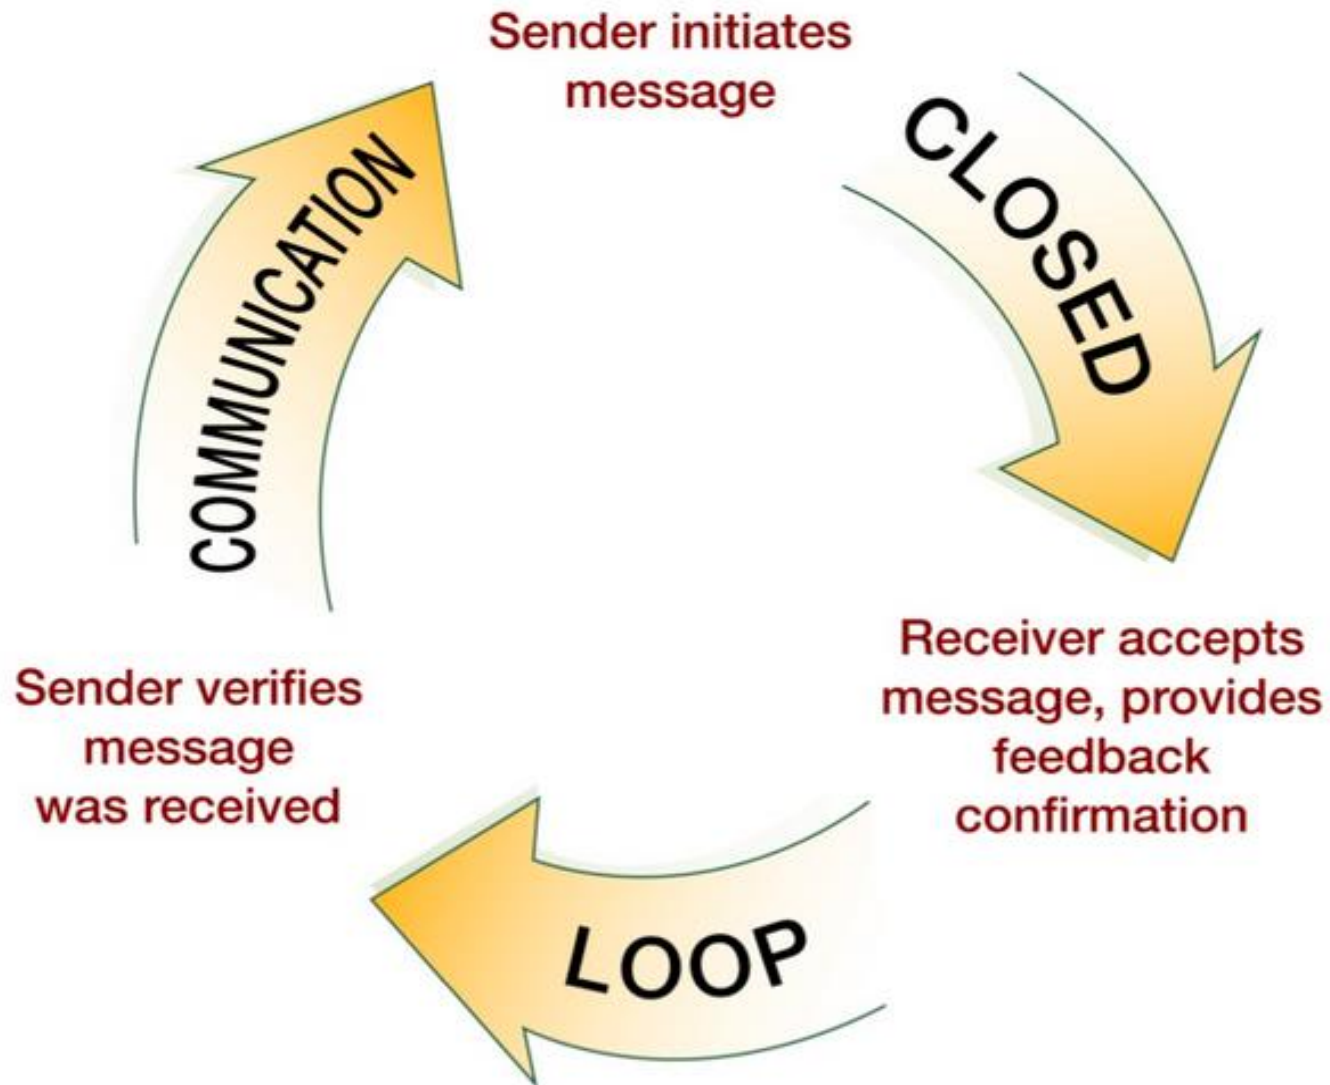 Sender initiates
message
CLOSED
Receiver accepts
message, provides
feedback
confirmation
LOOP
Sender verifies
message
was received
COMMUNICATION